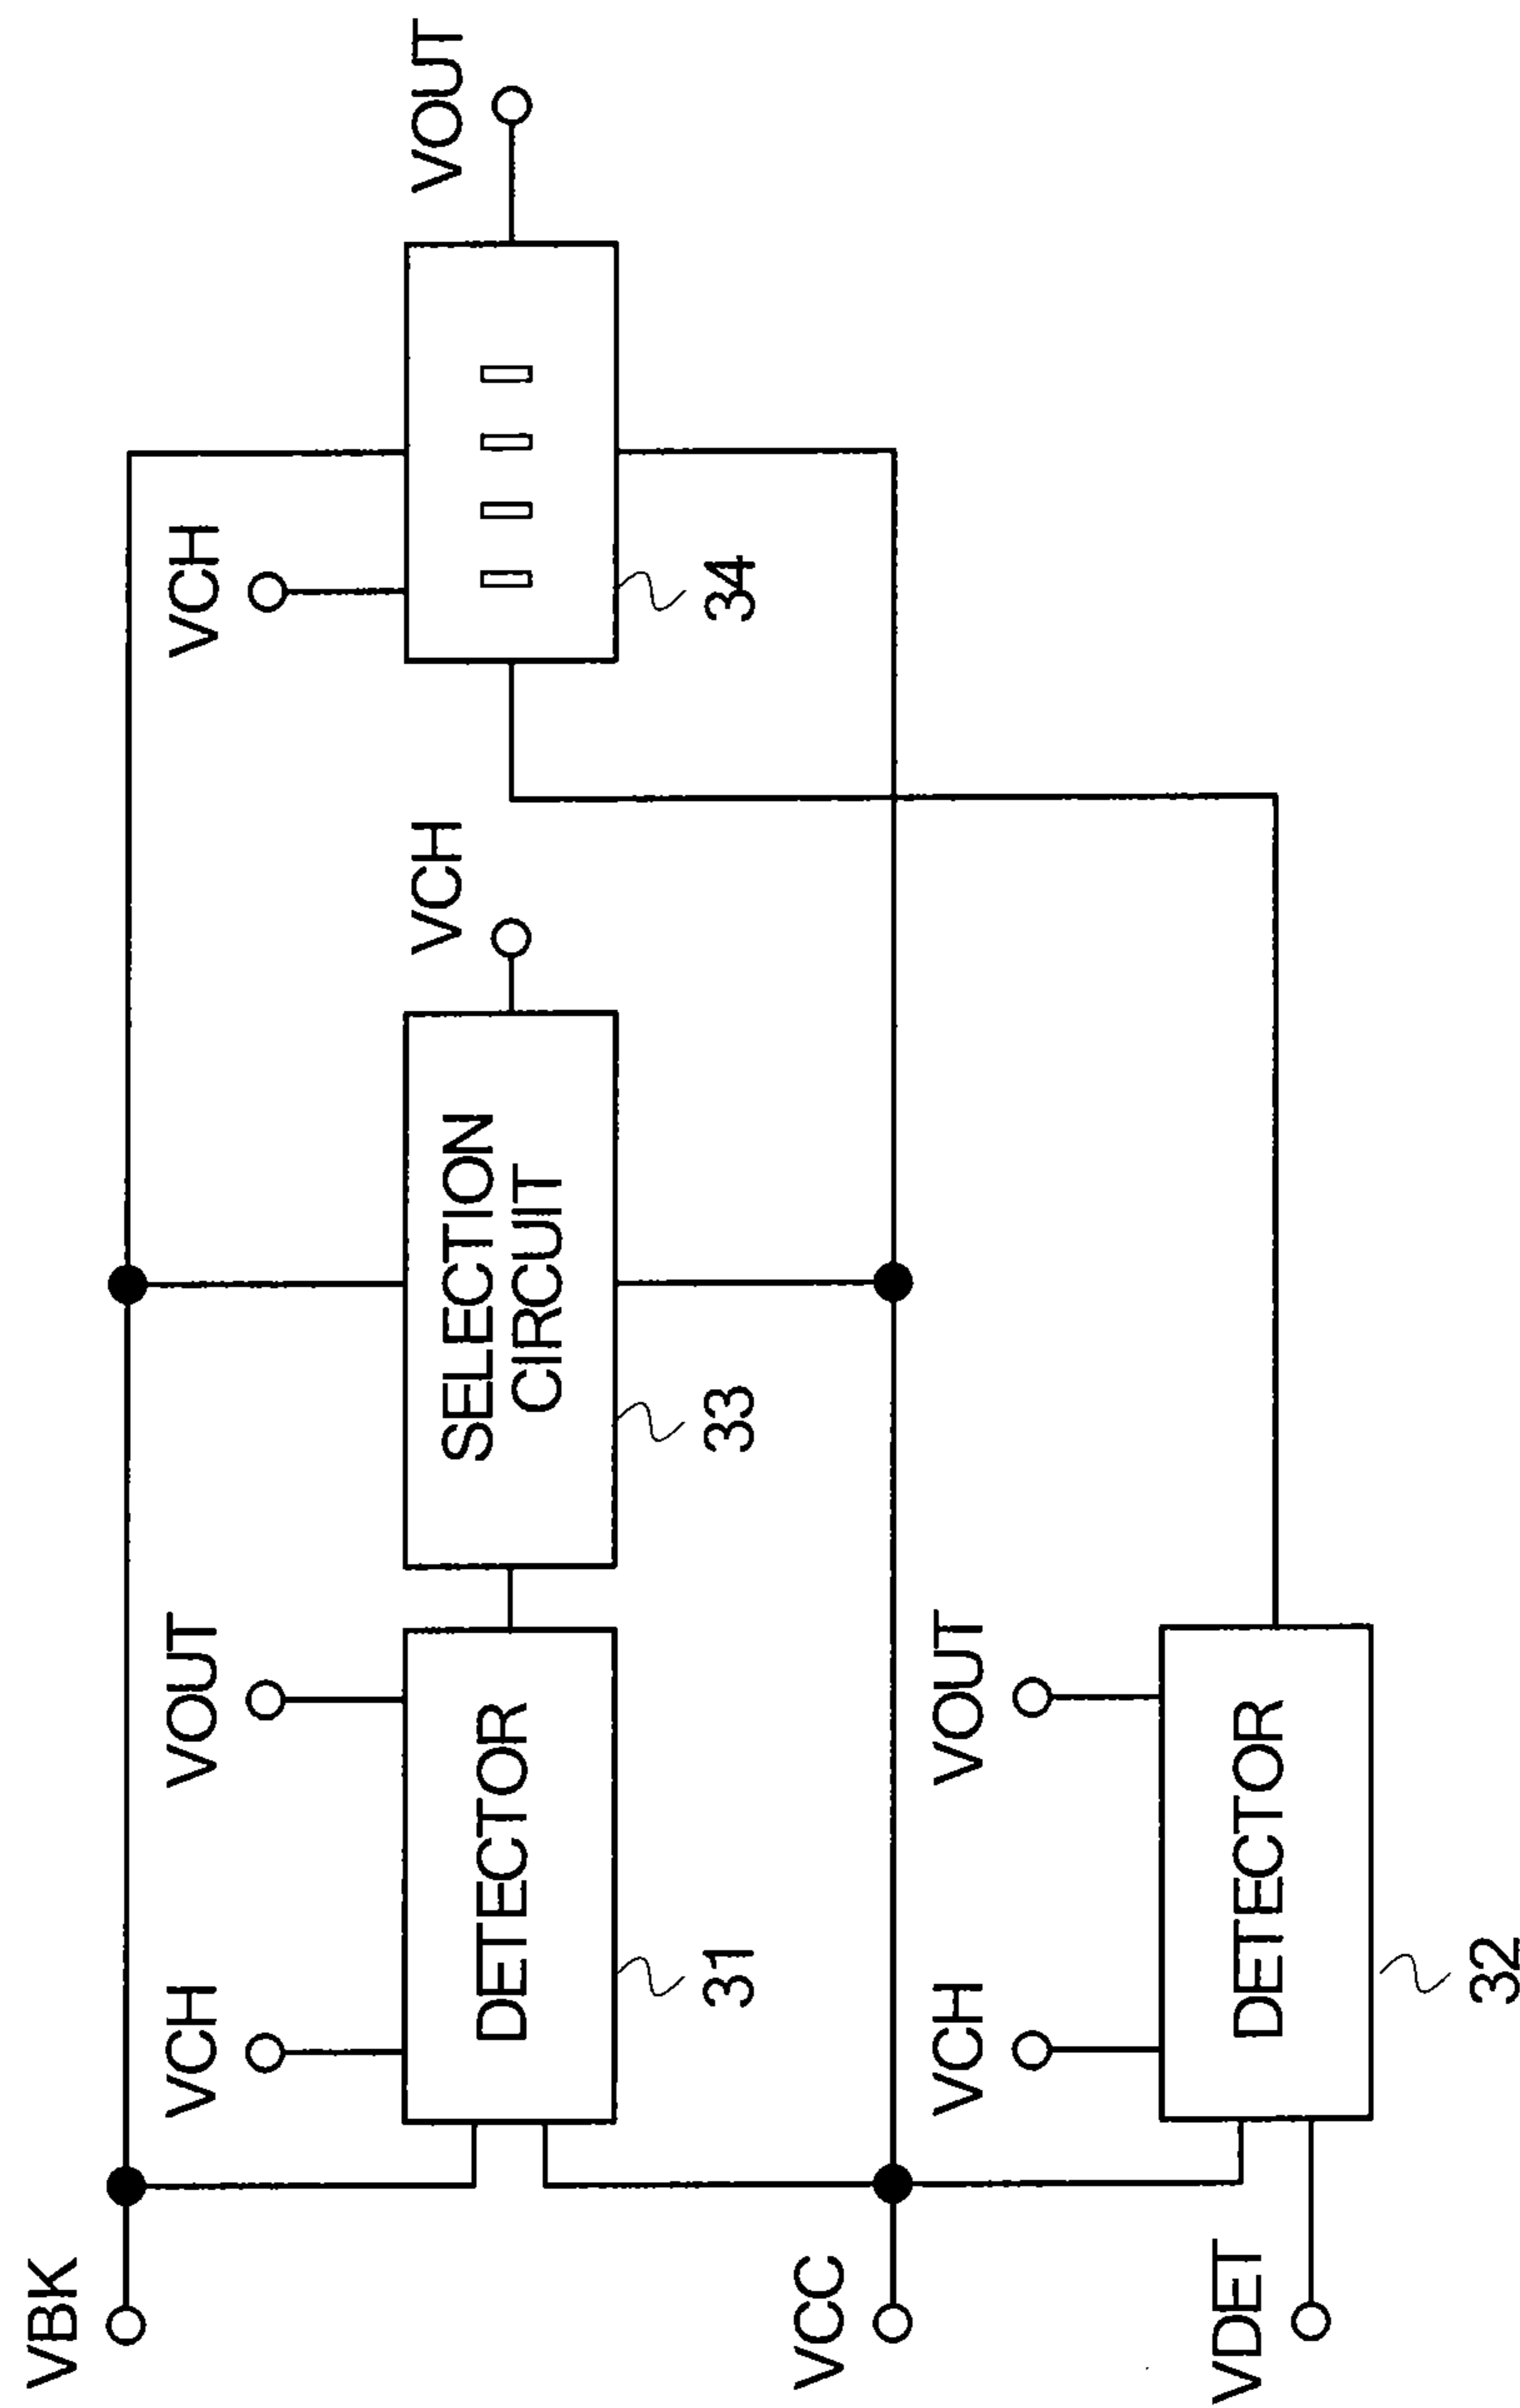 VBK
VCH
VOUT
VCH
VCH
VOUT
DETECTOR
SELECTION
CIRCUIT
31
33
34
VCC
VCH
VOUT
DETECTOR
VDET
32